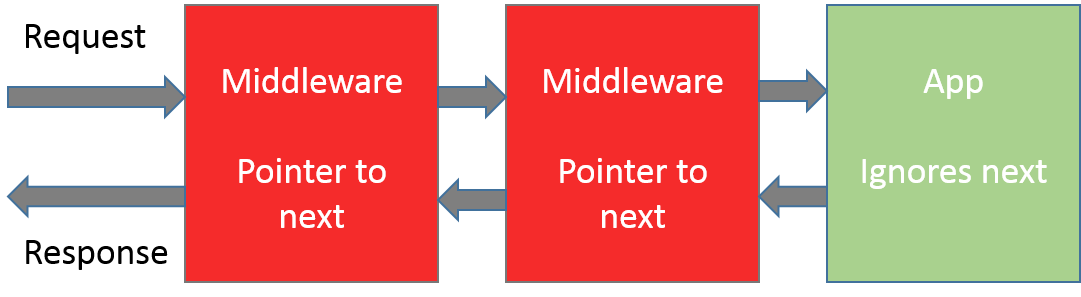 Request
Middleware
Pointer to
next
Middleware
Pointer to
next
App
Ignores next
Response